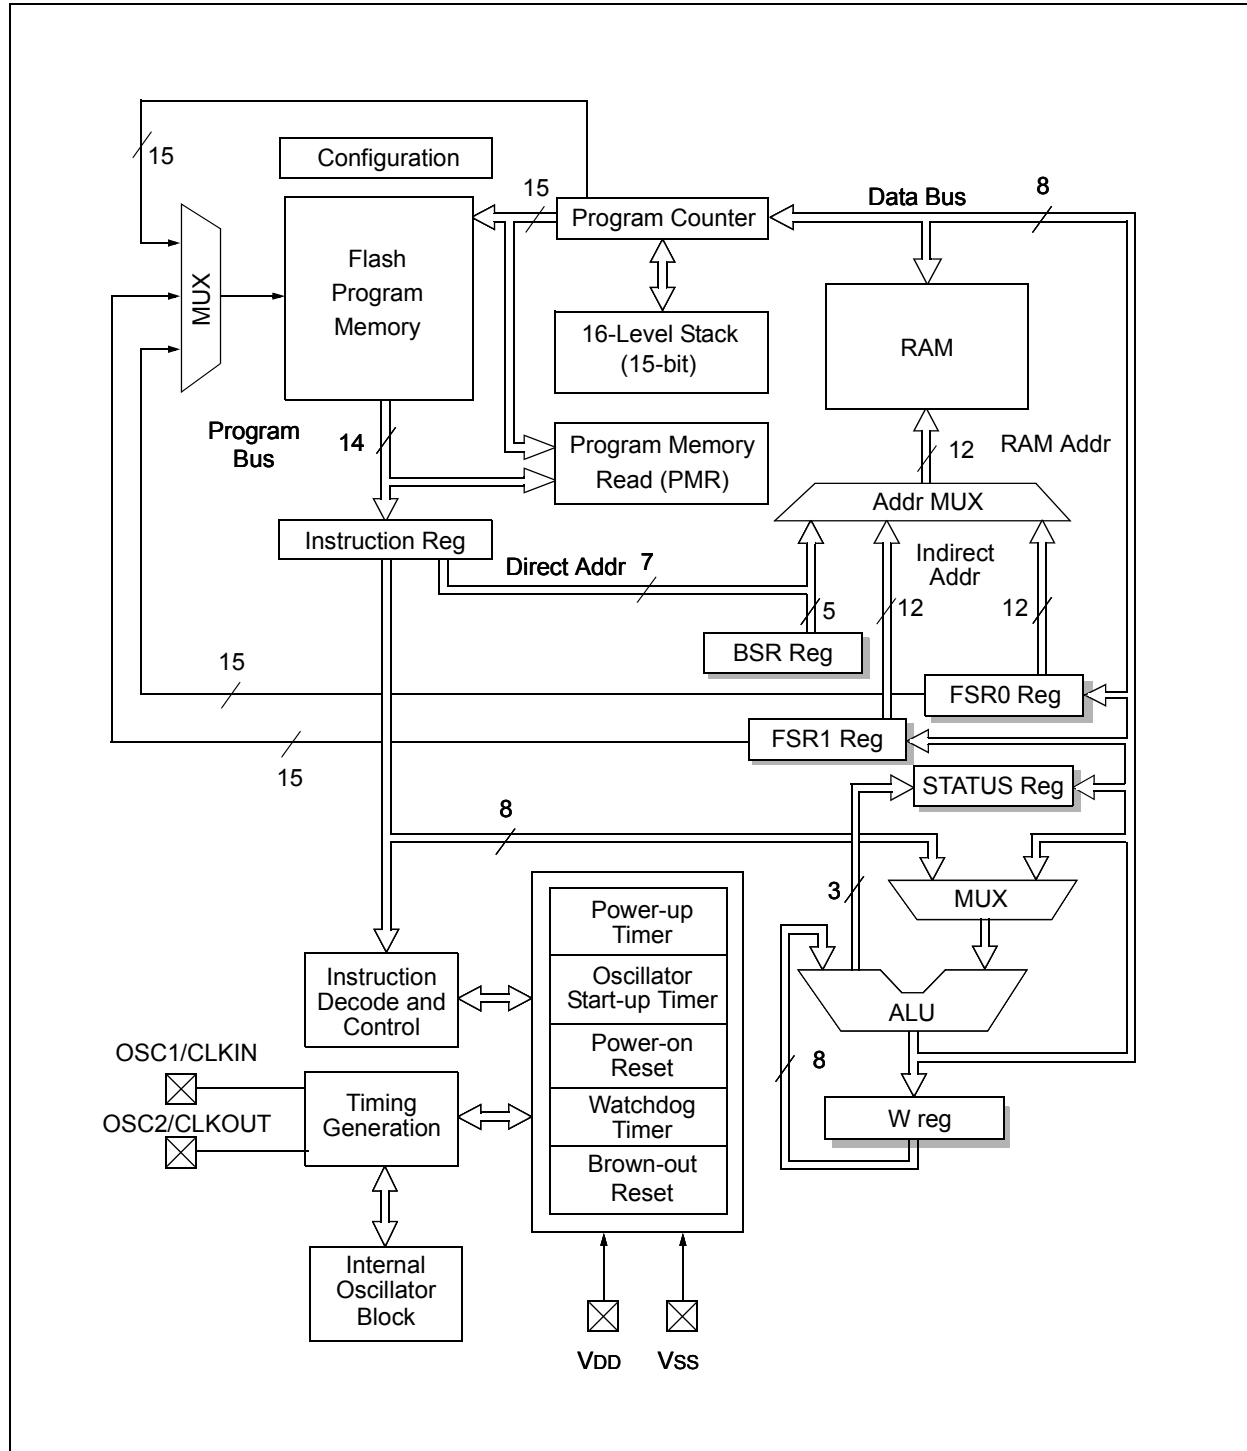 15
Configuration
15
Data Bus
8
Program Counter
Flash
Program
Memory
MUX
16-Level Stack
(15-bit)
RAM
Program
Bus
14
Program Memory
Read (PMR)
12
RAM Addr
Addr MUX
Instruction Reg
Direct Addr
7
Indirect
Addr
5
12
12
BSR Reg
15
FSR0 Reg
FSR1 Reg
15
STATUS Reg
8
3
MUX
Power-up
Timer
Instruction
Decode and
Control
Oscillator
Start-up Timer
ALU
OSC1/CLKIN
Power-on
Reset
8
OSC2/CLKOUT
Timing
Generation
Watchdog
Timer
W reg
Brown-out
Reset
Internal
Oscillator
Block
VDD
VSS